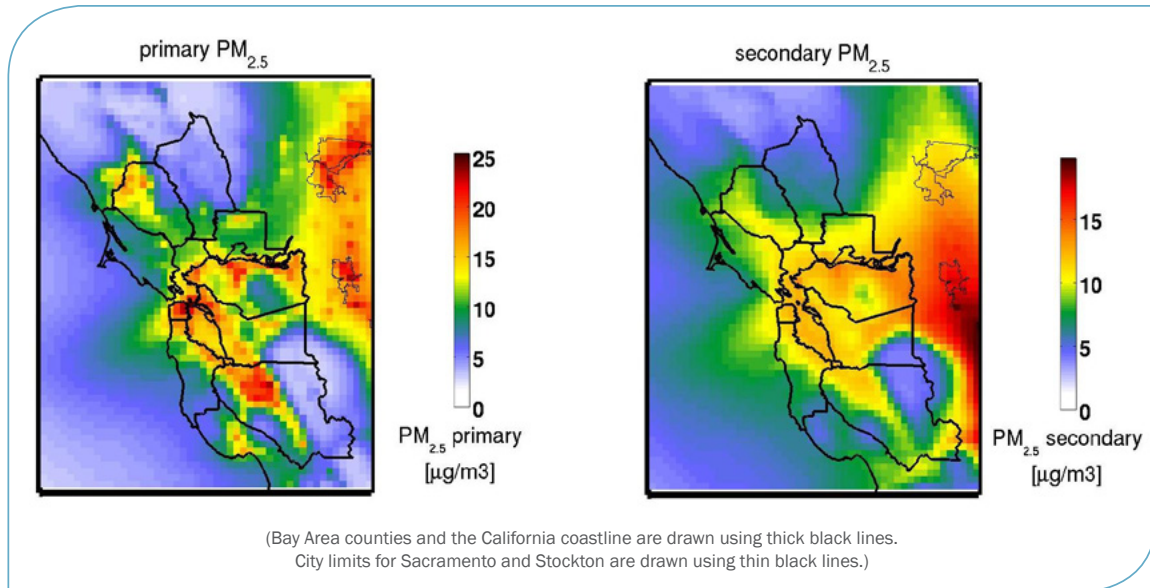 primary PM2.5
secondary PM2.5
25
20
15
10
5
0
PM2.5 primary
[µg/m3]
15
10
5
0
PM2.5 secondary
[µg/m3]
(Bay Area counties and the California coastline are drawn using thick black lines.
City limits for Sacramento and Stockton are drawn using thin black lines.)